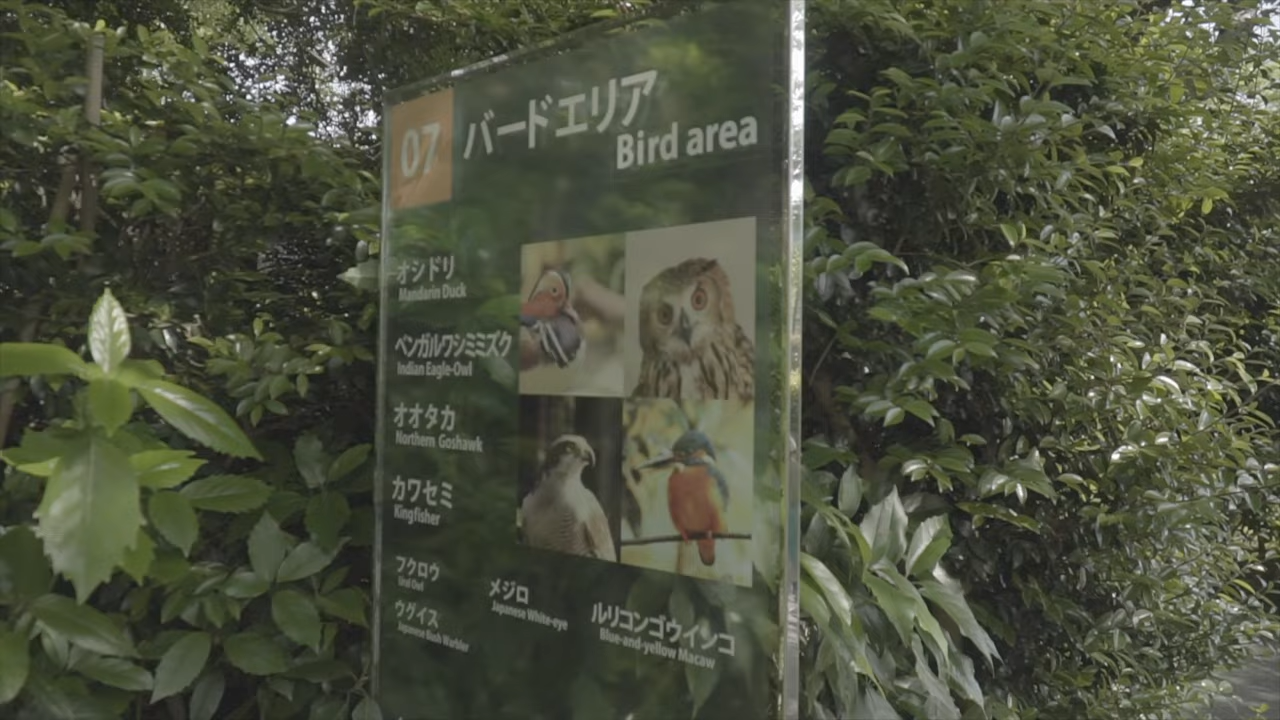 07
バードエリア
Bird area
オシドリ
Mandarin Duck
ベンガルワシミミズク
Indian Eagle-Owl
オオタカ
Northern Goshawk
カワセミ
Kingfisher
フクロウ
Ural Owl
ウグイス
Japanese Bush Warbler
メジロ
Japanese White-eye
ルリコンゴウインコ
Blue-and-yellow Macaw